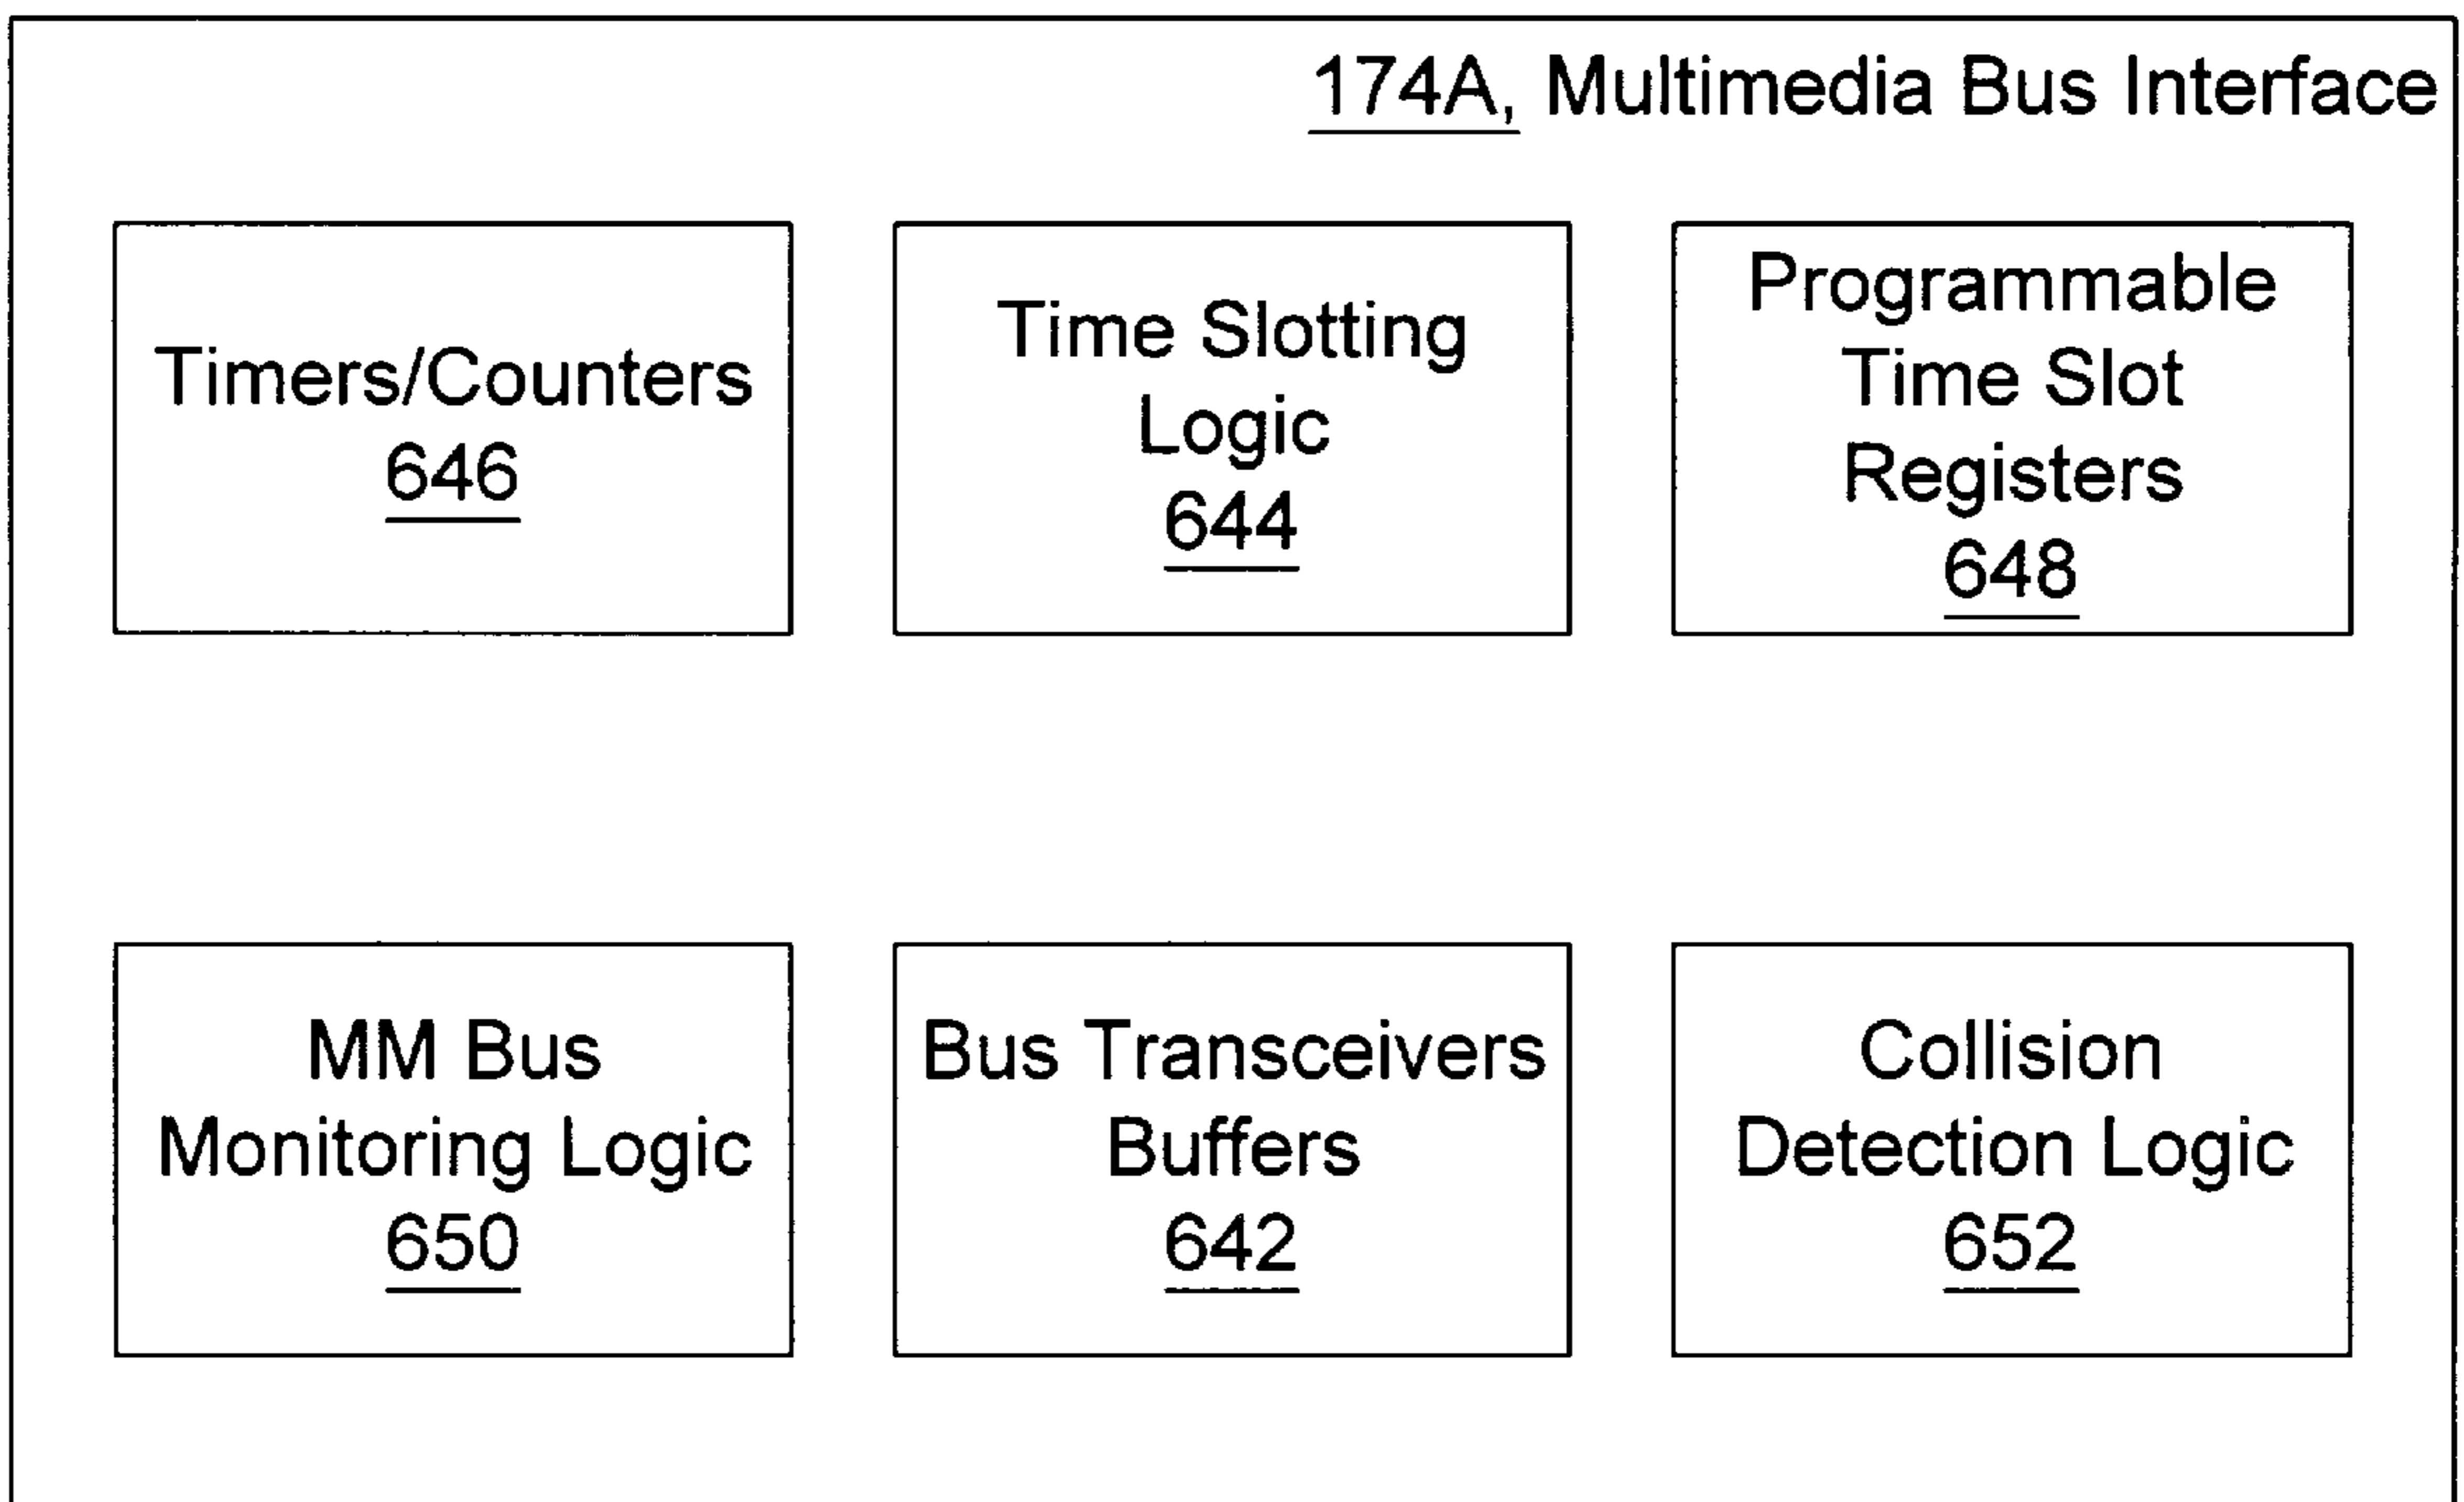 174A, Multimedia Bus Interface
Timers/Counters
646
Time Slotting
Logic
644
Programmable
Time Slot
Registers
648
MM Bus
Monitoring Logic
650
Bus Transceivers
Buffers
642
Collision
Detection Logic
652